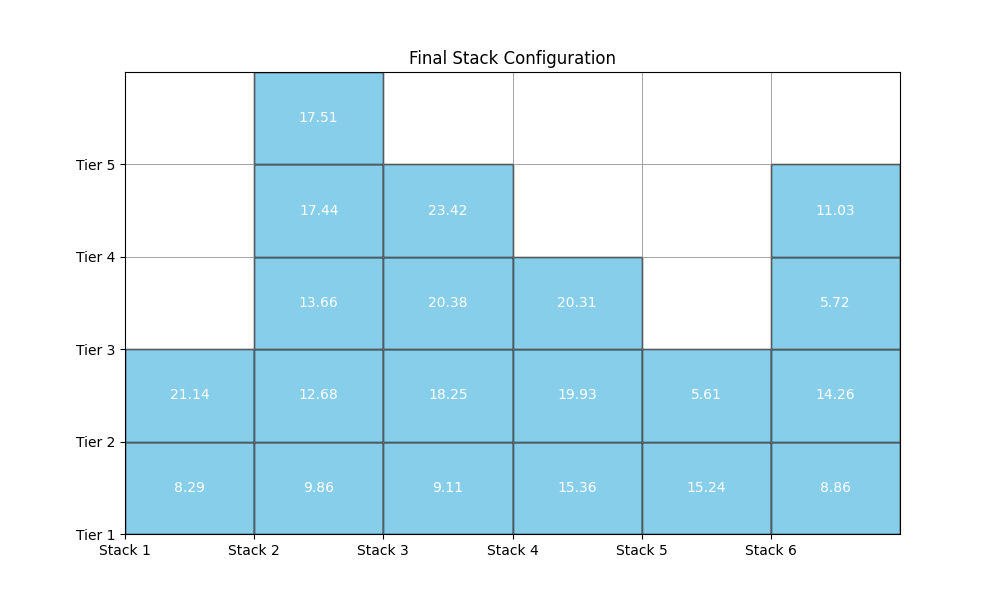 Final Stack Configuration
17.51
Tier 5
17.44 23.42 11.03
Tier 4
13.66 20.38 20.31 5.72
Tier 3
21.14 12.68 18.25 19.93 5.61 14.26
Tier 2
8.29 9.86 9.11 15.36 15.24 8.86
Tier 1
Stack 1 Stack 2 Stack 3 Stack 4 Stack 5 Stack 6